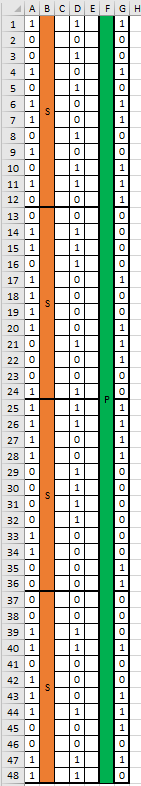 A B C D E F G H
1 1 1 1
2 0 0 0
3 0 1 0
4 1 0 1
5 0 1 0
6 1 0 1
S
7 1 0 1
8 0 1 0
9 1 0 1
10 0 1 1
11 1 1 1
12 0 0 0
13 0 0 0
14 1 1 0
15 1 1 0
16 0 1 0
17 1 0 0
18 1 0 0
S
19 1 0 0
20 1 0 1
21 0 1 1
22 0 0 1
23 0 0 0
24 1 1 0
P
25 1 1 1
26 1 1 0
27 1 0 1
28 1 0 1
29 0 1 0
30 0 1 0
S
31 0 1 0
32 1 1 0
33 1 0 0
34 1 0 0
35 0 0 0
36 0 0 1
37 0 0 0
38 0 0 0
39 1 1 0
40 1 1 1
41 0 0 0
42 0 0 0
S
43 1 0 1
44 1 1 1
45 0 0 0
46 0 0 0
47 1 1 1
48 1 1 0